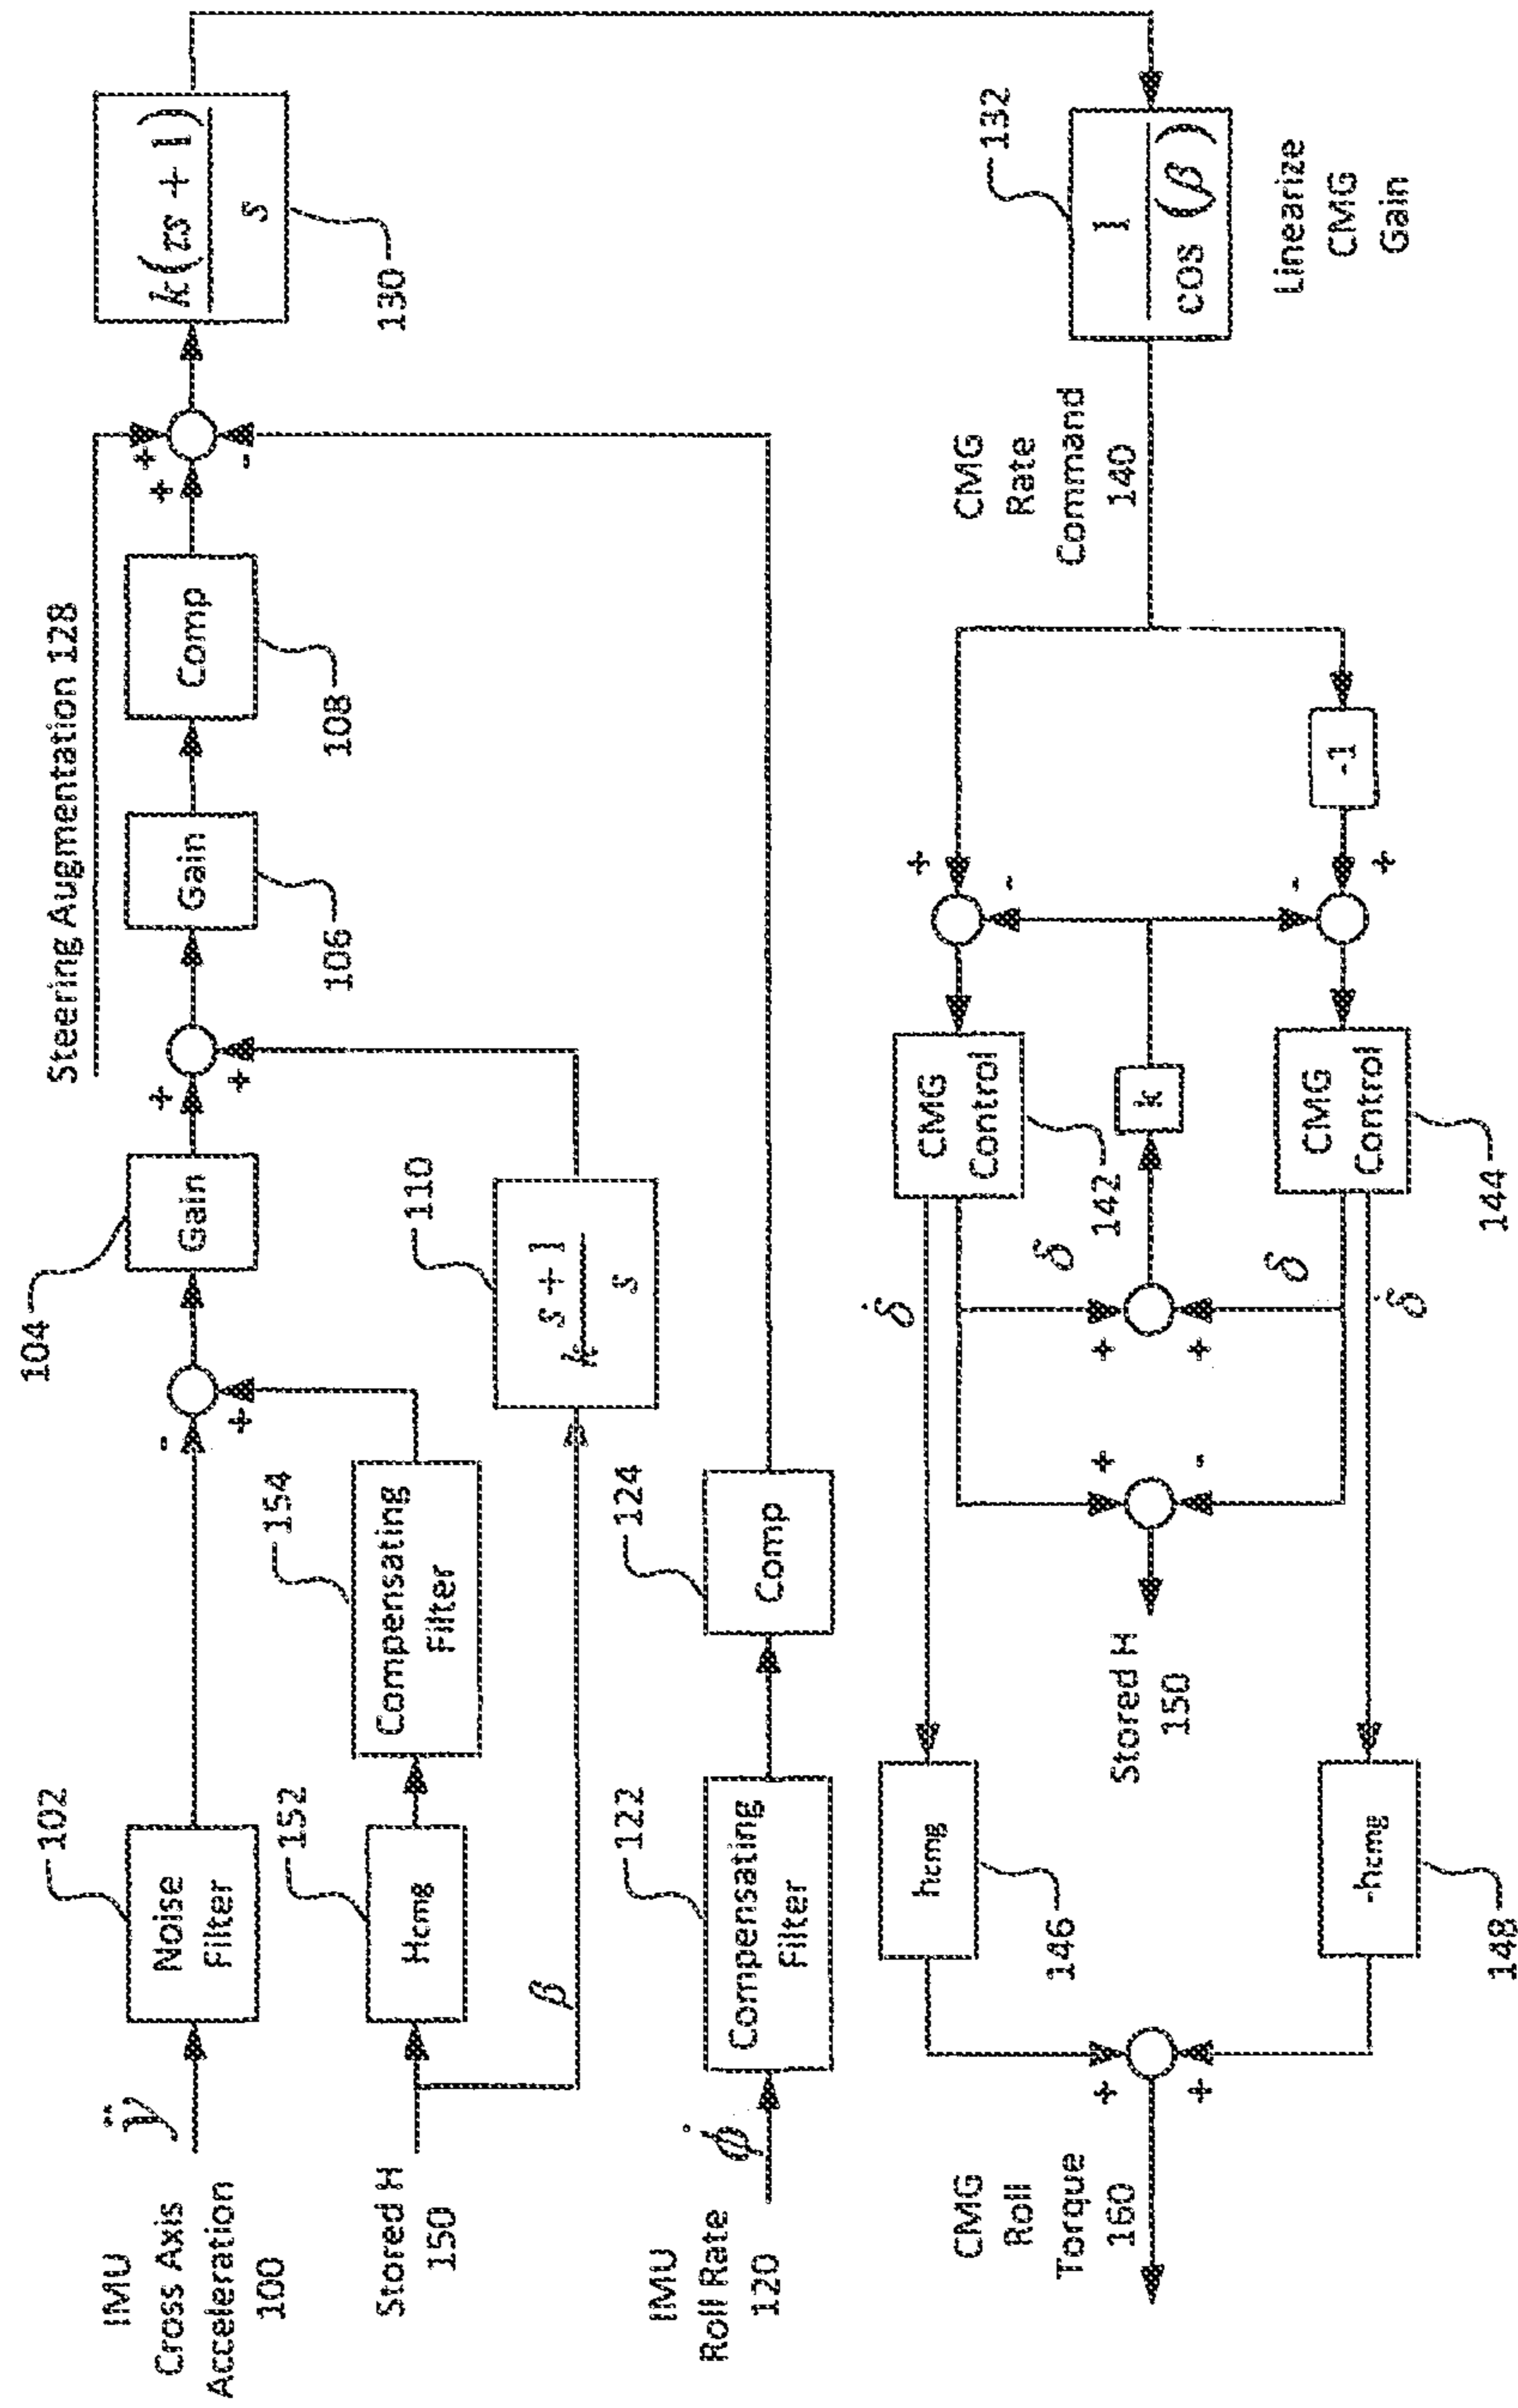 IMU
Cross Axis
Acceleration
100
ÿ
Noise
Filter
102
-
+
Gain
104
+
+
Gain
106
Comp
108
Steering Augmentation 128
+
+
-
k(τs + 1)
s
130
Stored H
150
Hcmg
152
Compensating
Filter
154
β
k s + 1
s
110
IMU
Roll Rate
120
φ̇
Compensating
Filter
122
Comp
124
1
cos (β)
132
Linearize
CMG
Gain
CMG
Rate
Command
140
-1
+
-
-
+
CMG
Control
142
k
CMG
Control
144
δ̇
δ
δ
δ̇
+
+
+
-
Stored H
150
hcmg
146
-hcmg
148
+
+
CMG
Roll
Torque
160